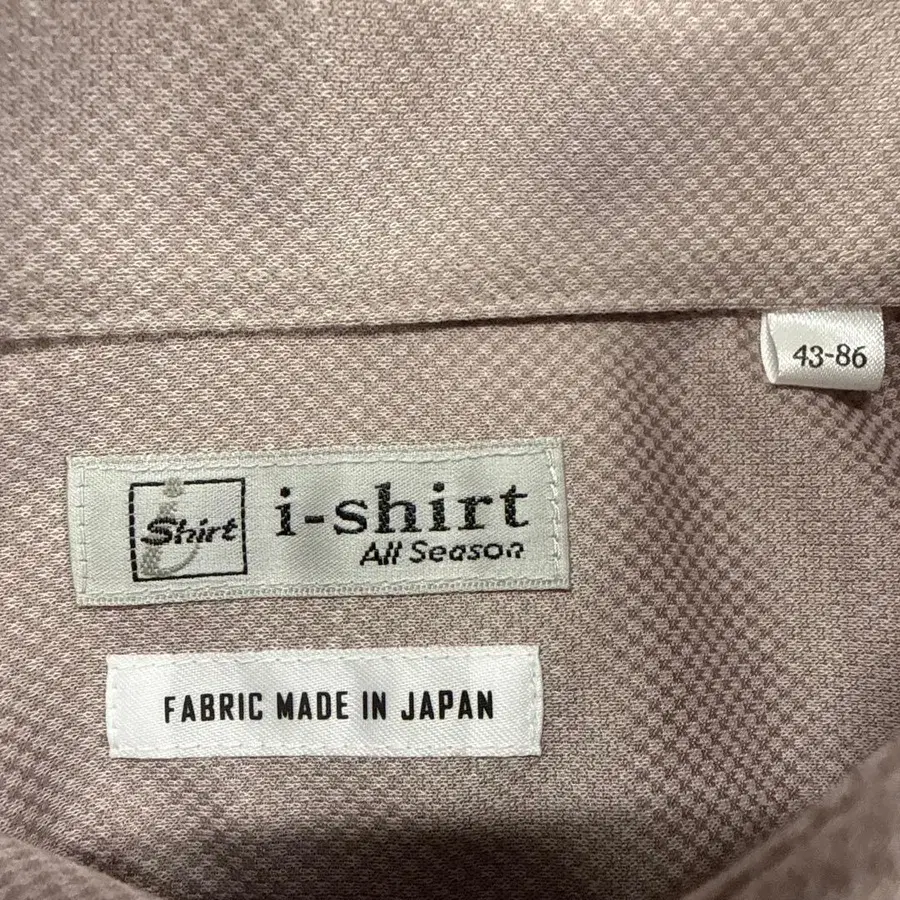 43-86
i Shirt
i-shirt
All Season
FABRIC MADE IN JAPAN